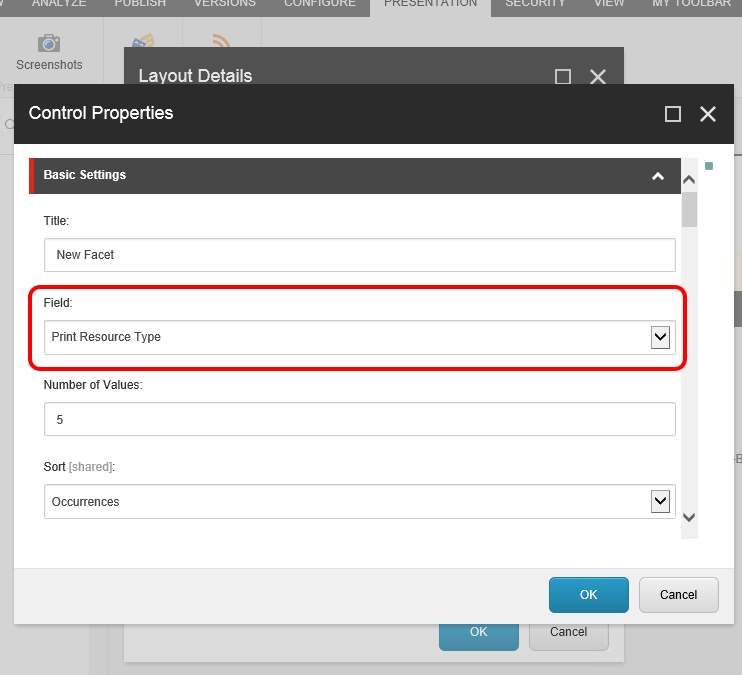 ANALYZE PUBLISH VERSIONS CONFIGURE PRESENTATION SECURITY VIEW MY TOOLBAR
Screenshots
Layout Details
Control Properties
Basic Settings
Title:
New Facet
Field:
Print Resource Type
Number of Values:
5
Sort [shared]:
Occurrences
OK Cancel
OK Cancel